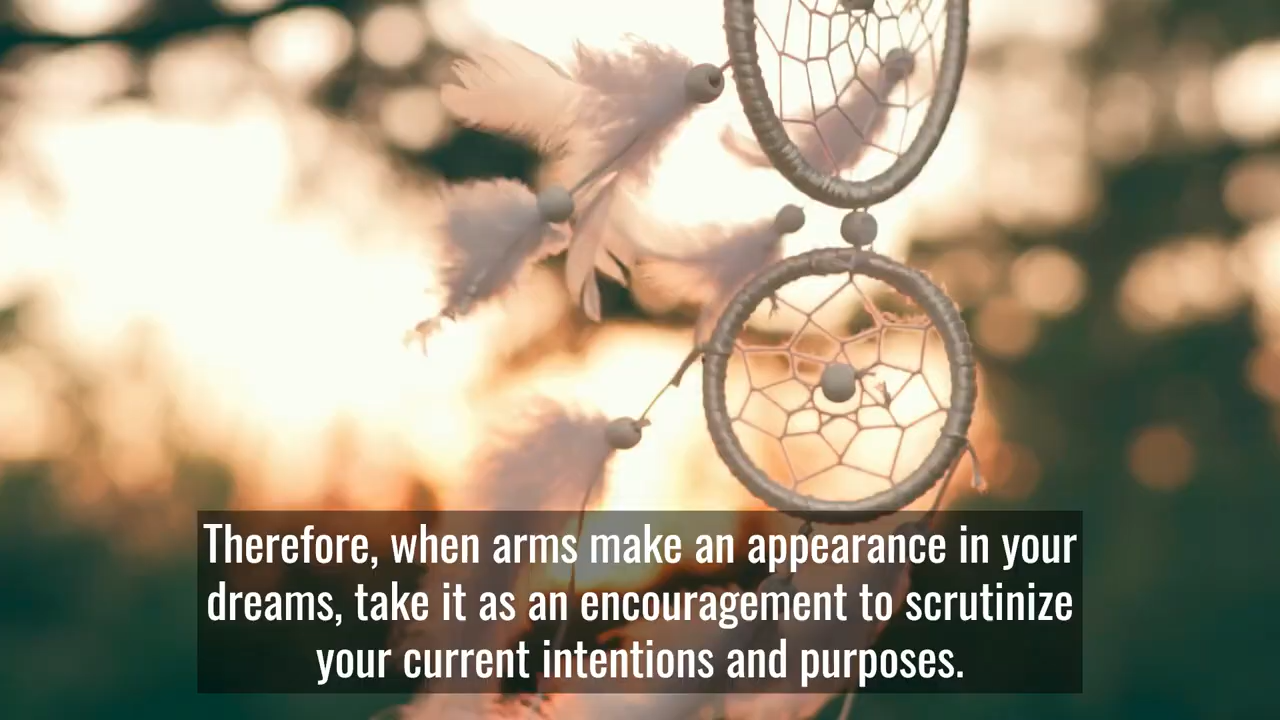 Therefore, when arms make an appearance in your
dreams, take it as an encouragement to scrutinize
your current intentions and purposes.